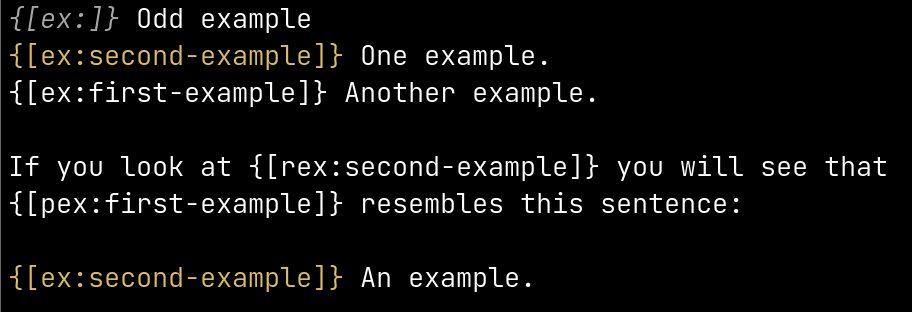 {[ex:]} Odd example
{[ex:second-example]} One example.
{[ex:first-example]} Another example.
If you look at {[rex:second-example]} you will see that
{[pex:first-example]} resembles this sentence:
{[ex:second-example]} An example.